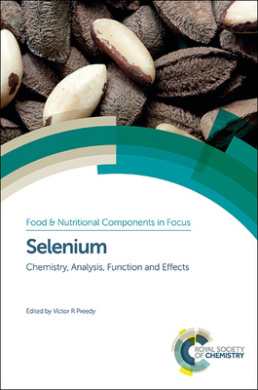 Food & Nutritional Components in Focus
Selenium
Chemistry, Analysis, Function and Effects
Edited by Victor R Preedy
ROYAL SOCIETY
OF CHEMISTRY